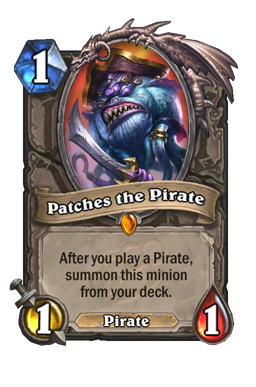 1
Patches the Pirate
After you play a Pirate,
summon this minion
from your deck.
1
Pirate
1